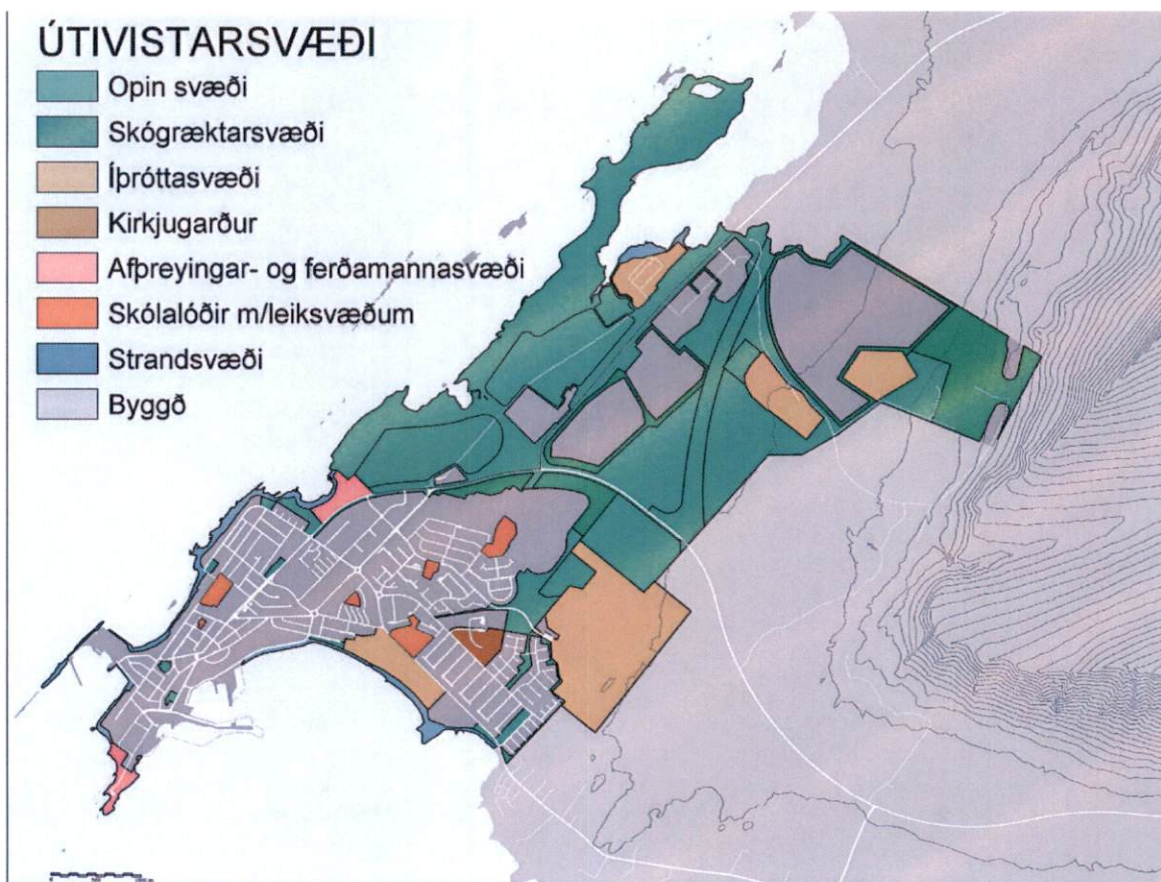 ÚTIVISTARSVÆÐI
Opin svæði
Skógræktarsvæði
Íþróttasvæði
Kirkjugarður
Afþreyingar- og ferðamannasvæði
Skólalóðir m/leiksvæðum
Strandsvæði
Byggð